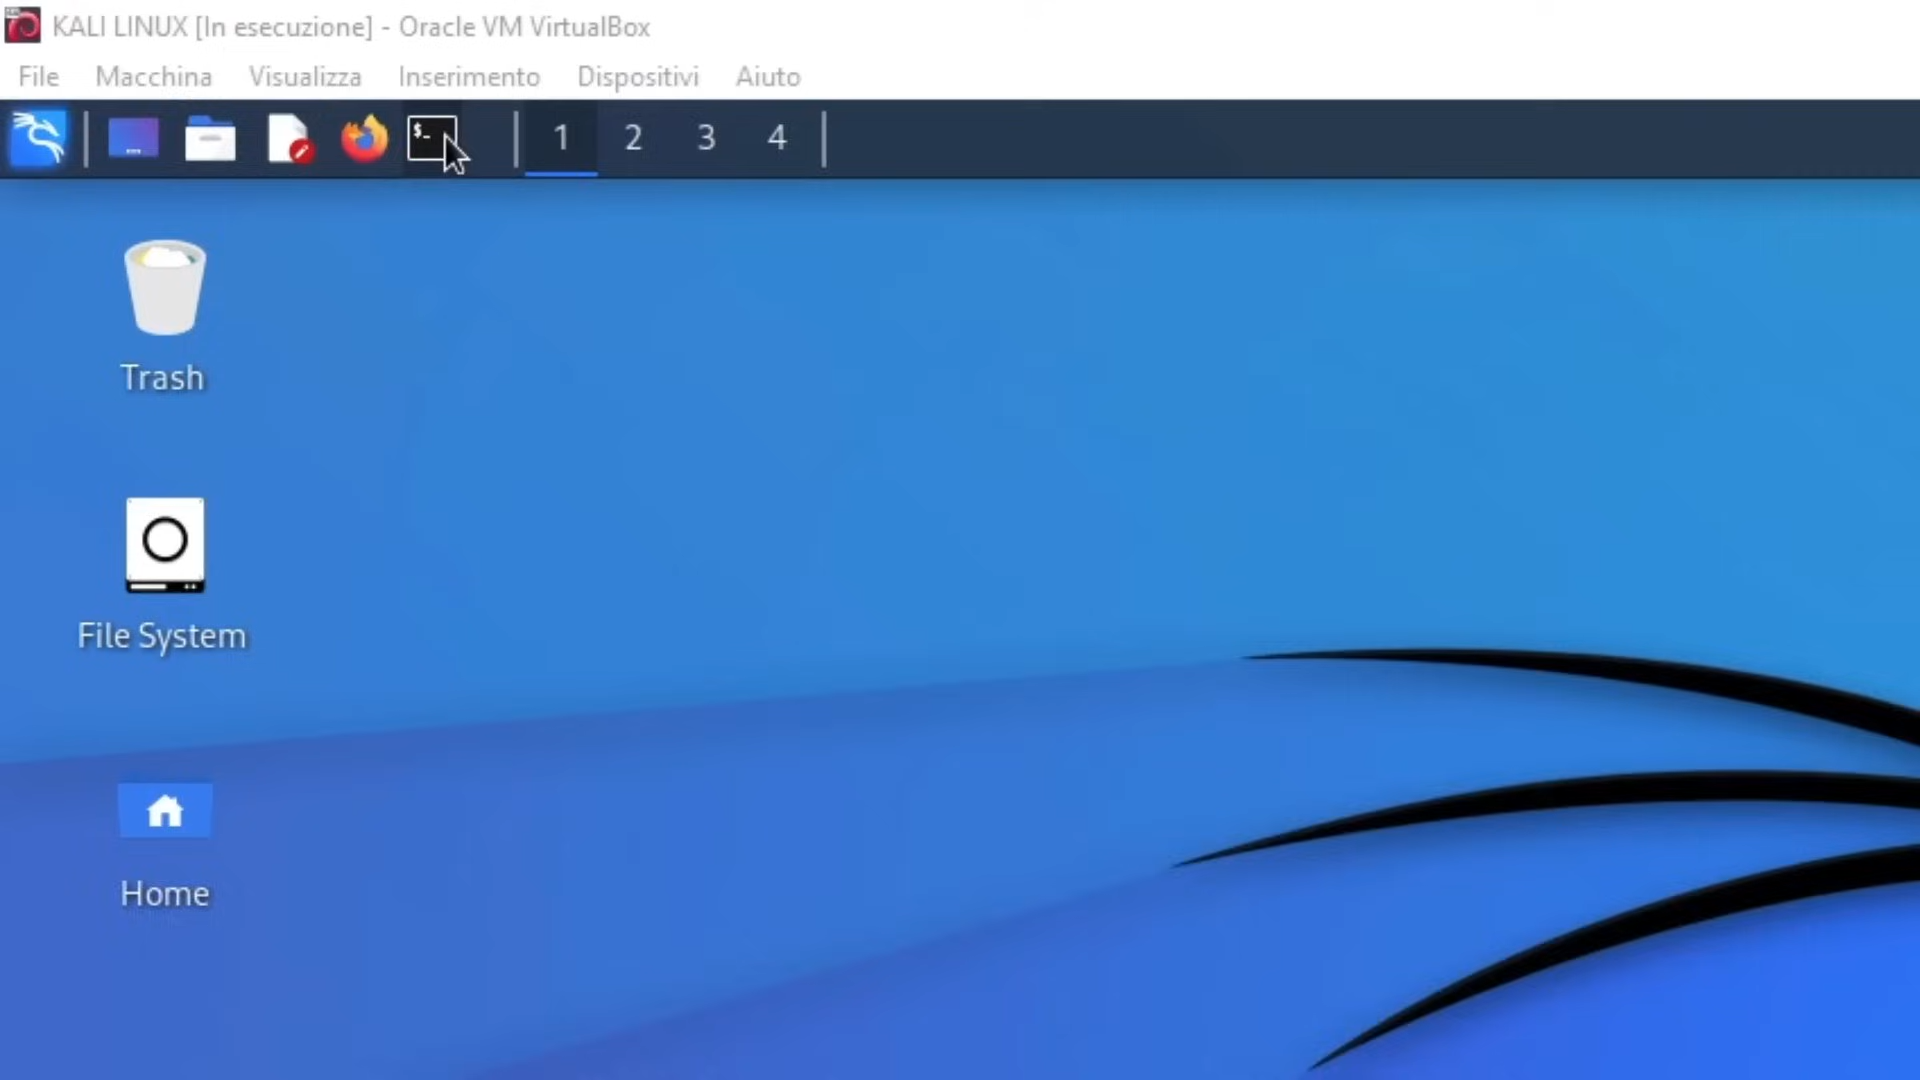 KALI LINUX [In esecuzione] - Oracle VM VirtualBox
File Macchina Visualizza Inserimento Dispositivi Aiuto
$- 1 2 3 4
Trash
File System
Home